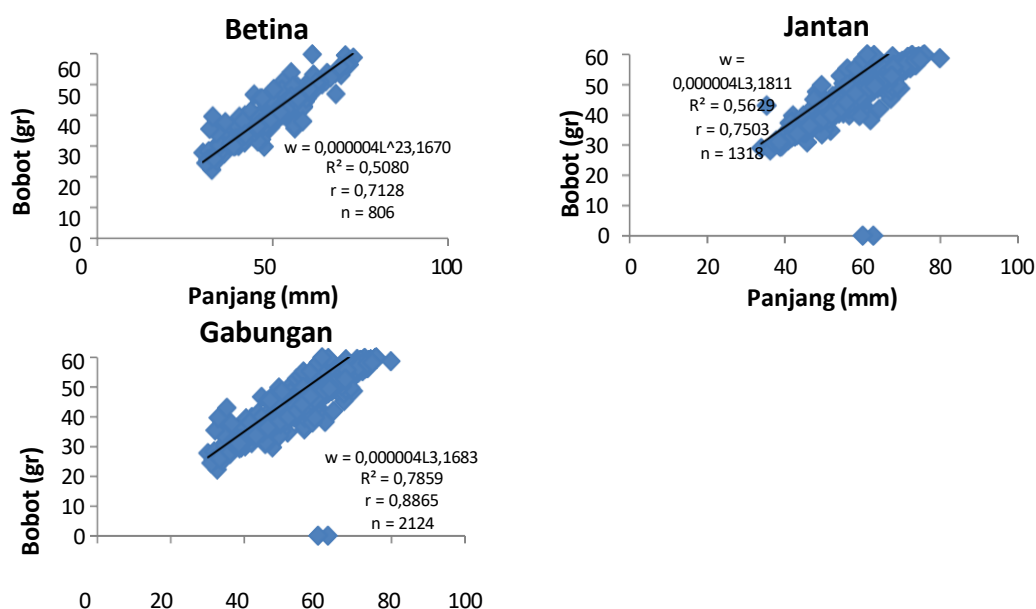 Betina
60
50
40
30
20
10
0
Bobot (gr)
w = 0,000004L^23,1670
R² = 0,5080
r = 0,7128
n = 806
0 50 100
Panjang (mm)
Jantan
60
50
40
30
20
10
0
Bobot (gr)
w =
0,000004L3,1811
R² = 0,5629
r = 0,7503
n = 1318
0 20 40 60 80 100
Panjang (mm)
Gabungan
60
50
40
30
20
10
0
Bobot (gr)
w = 0,000004L3,1683
R² = 0,7859
r = 0,8865
n = 2124
0 20 40 60 80 100